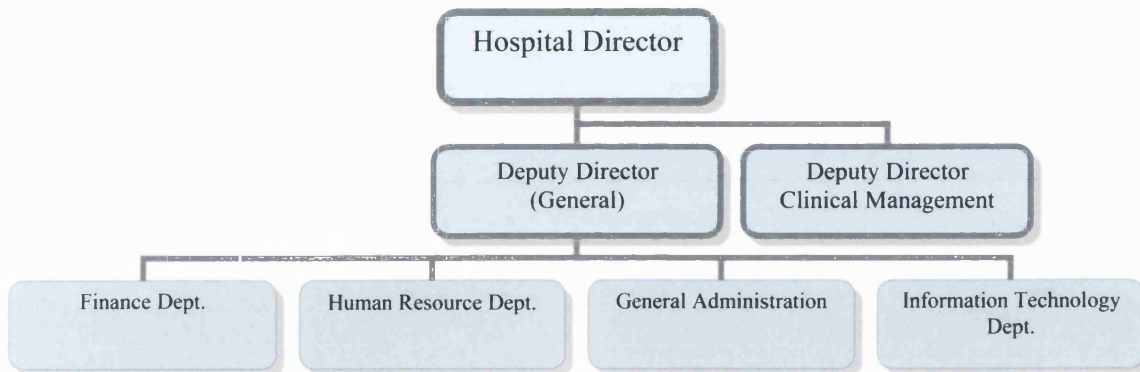 Hospital Director
Deputy Director
(General)
Deputy Director
Clinical Management
Finance Dept.
Human Resource Dept.
General Administration
Information Technology
Dept.